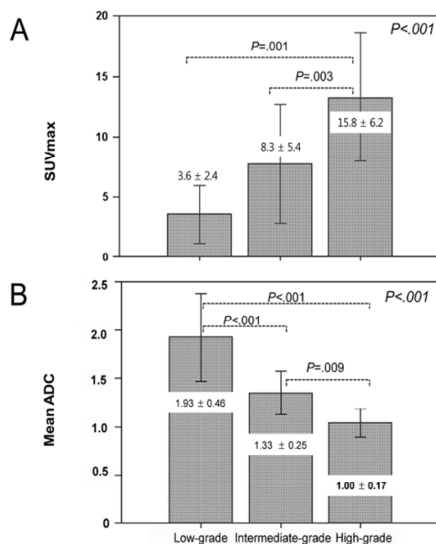 A
20
15
10
5
0
SUVmax
P<.001
P=.001
P=.003
3.6 ± 2.4
8.3 ± 5.4
15.8 ± 6.2
B
2.5
2.0
1.5
1.0
0.5
0
Mean ADC
P<.001
P<.001
P<.001
P=.009
1.93 ± 0.46
1.33 ± 0.25
1.00 ± 0.17
Low-grade Intermediate-grade High-grade